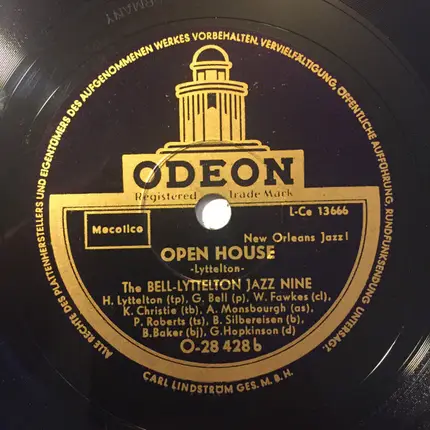 GERMANY
ALLE RECHTE DES PLATTENHERSTELLERS UND EIGENTÜMERS DES AUFGENOMMENEN WERKES VORBEHALTEN. VERVIELFÄLTIGUNG, ÖFFENTLICHE AUFFÜHRUNG, RUNDFUNKSENDUNG UNTERSAGT.
ODEON
Registered Trade Mark
L-Ce 13666
Mecolico
New Orleans Jazz!
OPEN HOUSE
-Lyttelton-
The BELL-LYTTELTON JAZZ NINE
H. Lyttelton (tp), G. Bell (p), W. Fawkes (cl),
K. Christie (tb), A. Monsbourgh (as),
P. Roberts (ts), B. Silbereisen (b),
B.Baker (bj), G.Hopkinson (d)
O-28 428 b
CARL LINDSTRÖM GES. M. B. H.